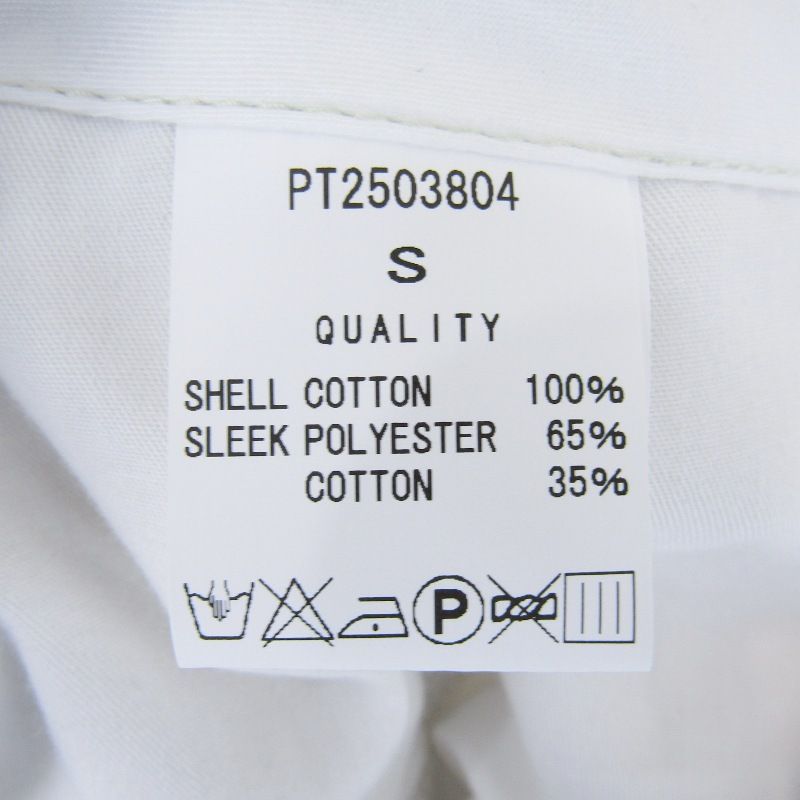 PT2503804
S
QUALITY
SHELL COTTON 100%
SLEEK POLYESTER 65%
COTTON 35%
P